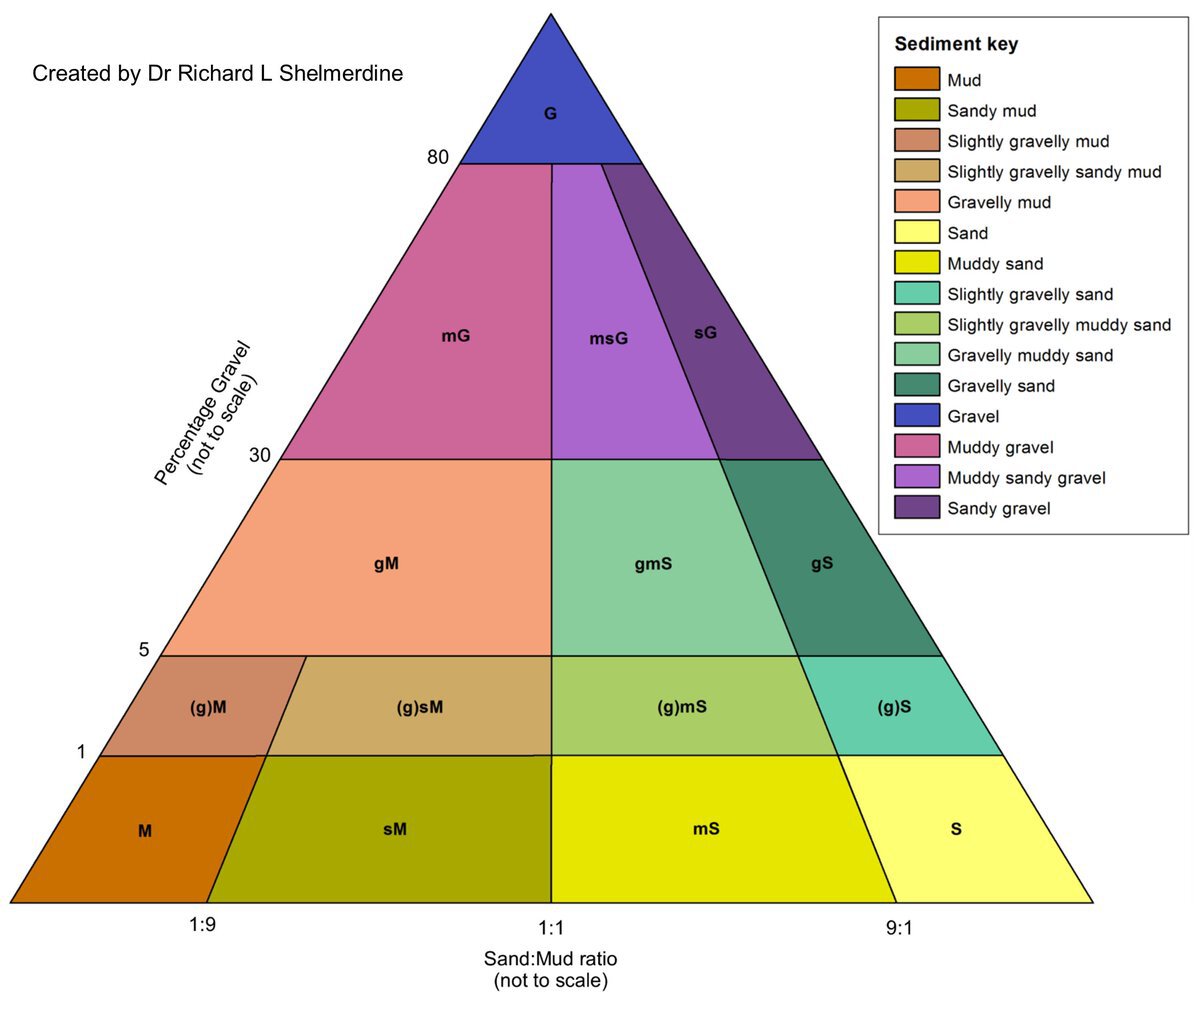 Created by Dr Richard L Shelmerdine
Sediment key
Mud
Sandy mud
Slightly gravelly mud
Slightly gravelly sandy mud
Gravelly mud
Sand
Muddy sand
Slightly gravelly sand
Slightly gravelly muddy sand
Gravelly muddy sand
Gravelly sand
Gravel
Muddy gravel
Muddy sandy gravel
Sandy gravel
G
80
mG
msG
sG
Percentage Gravel
(not to scale)
30
gM
gmS
gS
5
(g)M
(g)sM
(g)mS
(g)S
1
M
sM
mS
S
1:9
1:1
9:1
Sand:Mud ratio
(not to scale)